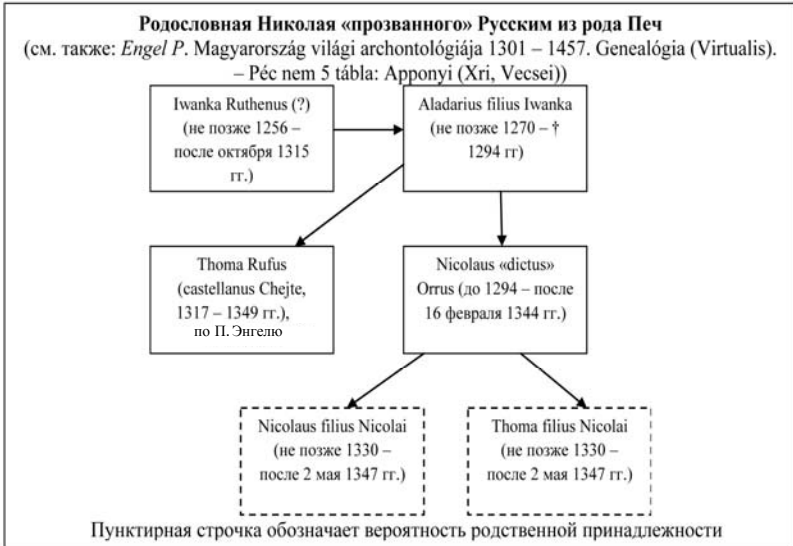 Родословная Николая «прозванного» Русским из рода Печ
(см. также: Engel P. Magyarország világi archontológiája 1301 – 1457. Genealógia (Virtualis).
– Péc nem 5 tábla: Apponyi (Xri, Vecsei))
Iwanka Ruthenus (?)
(не позже 1256 –
после октября 1315
гг.)
Aladarius filius Iwanka
(не позже 1270 – †
1294 гг)
Thoma Rufus
(castellanus Chejte,
1317 – 1349 гг.),
по П. Энгелю
Nicolaus «dictus»
Orrus (до 1294 – после
16 февраля 1344 гг.)
Nicolaus filius Nicolai
(не позже 1330 –
после 2 мая 1347 гг.)
Thoma filius Nicolai
(не позже 1330 –
после 2 мая 1347 гг.)
Пунктирная строчка обозначает вероятность родственной принадлежности